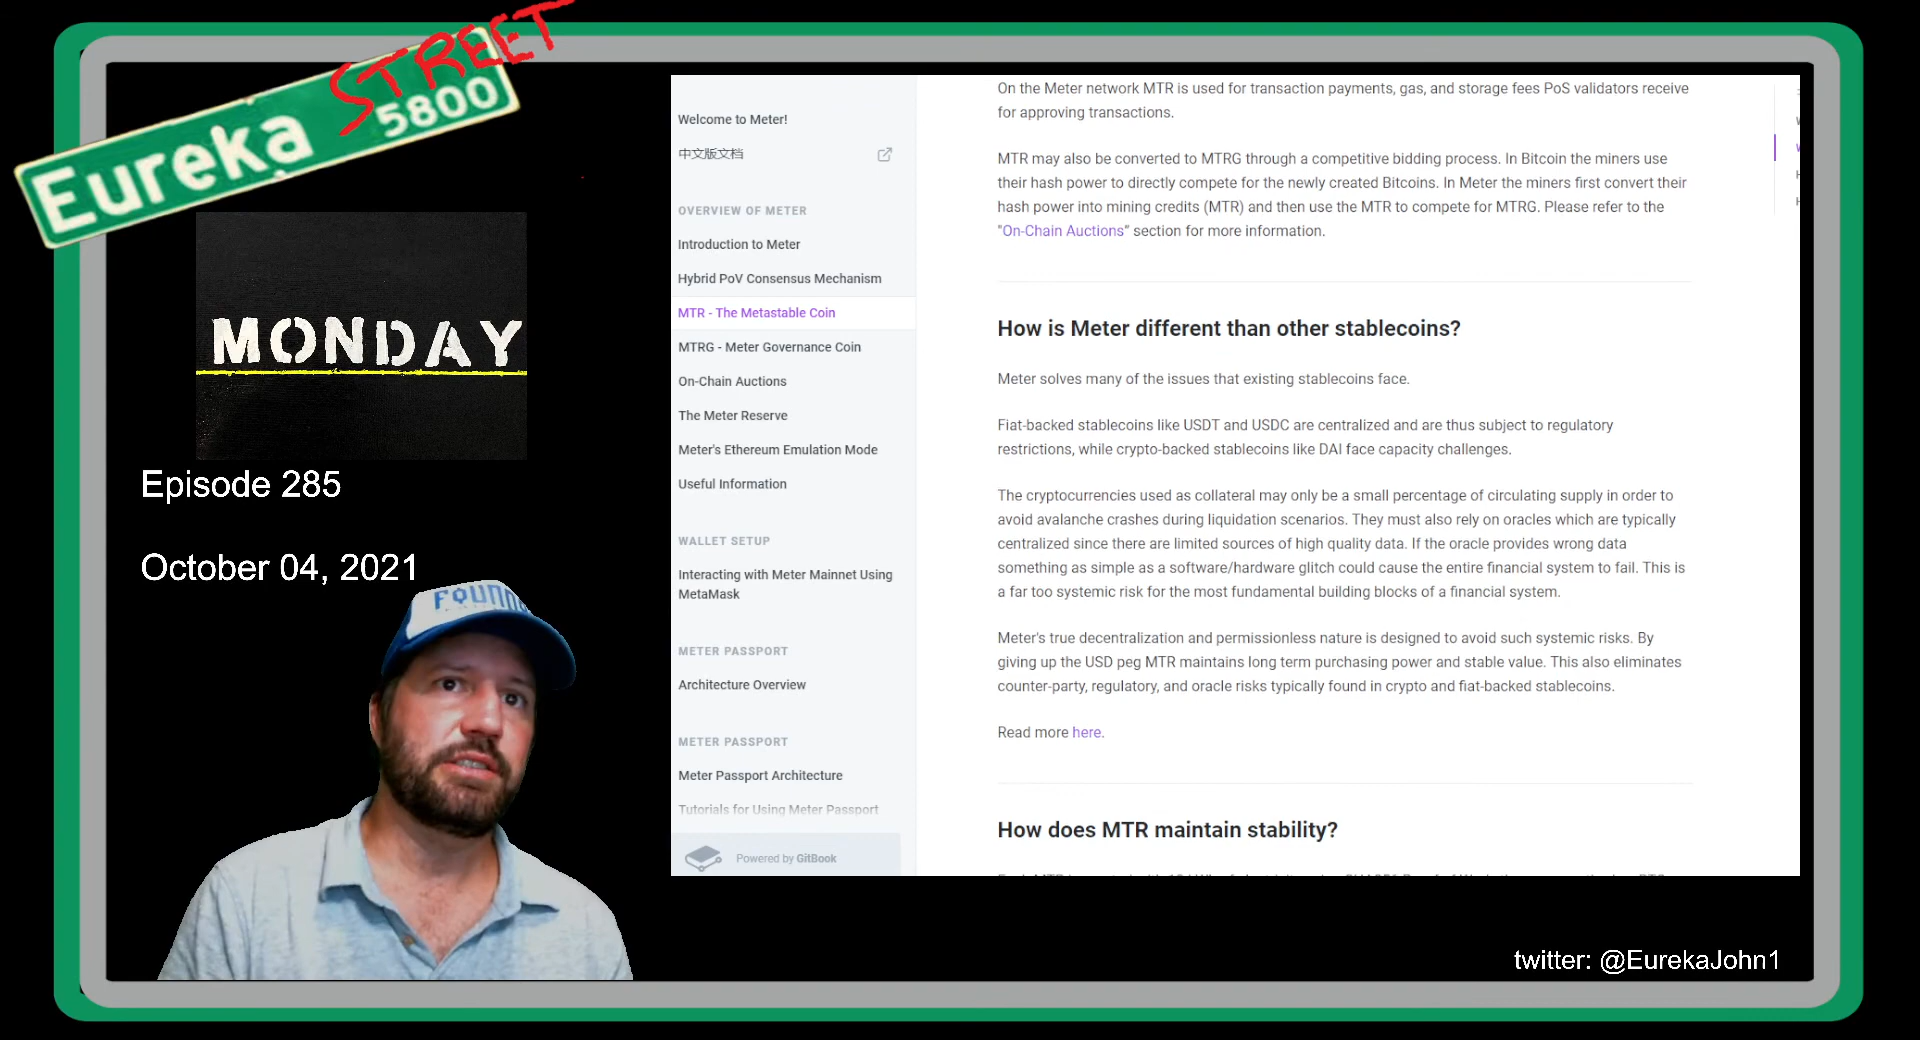 STREET
5800
Eureka
MONDAY
Episode 285
October 04, 2021
FOUN
Welcome to Meter!
中文版文档
OVERVIEW OF METER
Introduction to Meter
Hybrid PoV Consensus Mechanism
MTR - The Metastable Coin
MTRG - Meter Governance Coin
On-Chain Auctions
The Meter Reserve
Meter's Ethereum Emulation Mode
Useful Information
WALLET SETUP
Interacting with Meter Mainnet Using
MetaMask
METER PASSPORT
Architecture Overview
METER PASSPORT
Meter Passport Architecture
Tutorials for Using Meter Passport
Powered by GitBook
On the Meter network MTR is used for transaction payments, gas, and storage fees PoS validators receive
for approving transactions.
MTR may also be converted to MTRG through a competitive bidding process. In Bitcoin the miners use
their hash power to directly compete for the newly created Bitcoins. In Meter the miners first convert their
hash power into mining credits (MTR) and then use the MTR to compete for MTRG. Please refer to the
"On-Chain Auctions" section for more information.
How is Meter different than other stablecoins?
Meter solves many of the issues that existing stablecoins face.
Fiat-backed stablecoins like USDT and USDC are centralized and are thus subject to regulatory
restrictions, while crypto-backed stablecoins like DAI face capacity challenges.
The cryptocurrencies used as collateral may only be a small percentage of circulating supply in order to
avoid avalanche crashes during liquidation scenarios. They must also rely on oracles which are typically
centralized since there are limited sources of high quality data. If the oracle provides wrong data
something as simple as a software/hardware glitch could cause the entire financial system to fail. This is
a far too systemic risk for the most fundamental building blocks of a financial system.
Meter's true decentralization and permissionless nature is designed to avoid such systemic risks. By
giving up the USD peg MTR maintains long term purchasing power and stable value. This also eliminates
counter-party, regulatory, and oracle risks typically found in crypto and fiat-backed stablecoins.
Read more here.
How does MTR maintain stability?
twitter: @EurekaJohn1